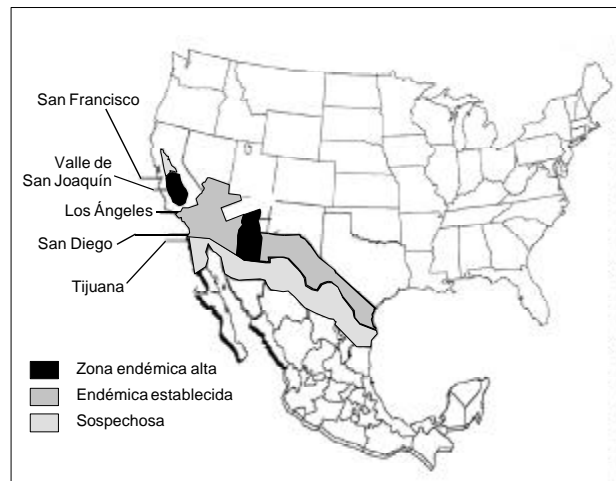 San Francisco
Valle de
San Joaquín
Los Ángeles
San Diego
Tijuana
Zona endémica alta
Endémica establecida
Sospechosa